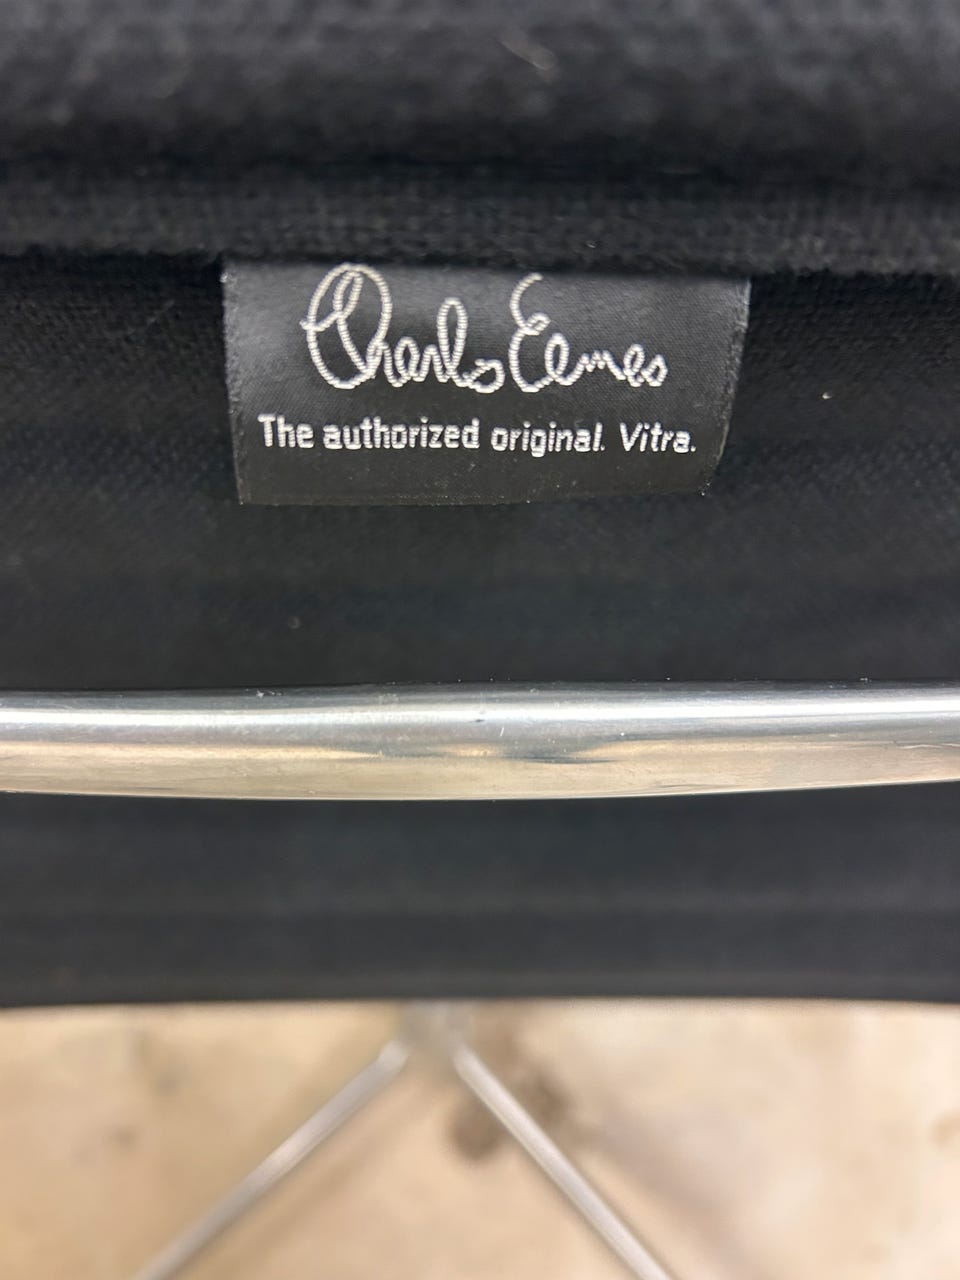 Charles Eames
The authorized original. Vitra.